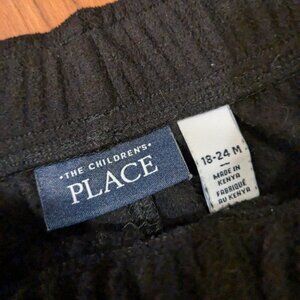 •THE CHILDREN'S•
PLACE
18-24 M
MADE IN
KENYA
FABRIQUÉ
AU KENYA